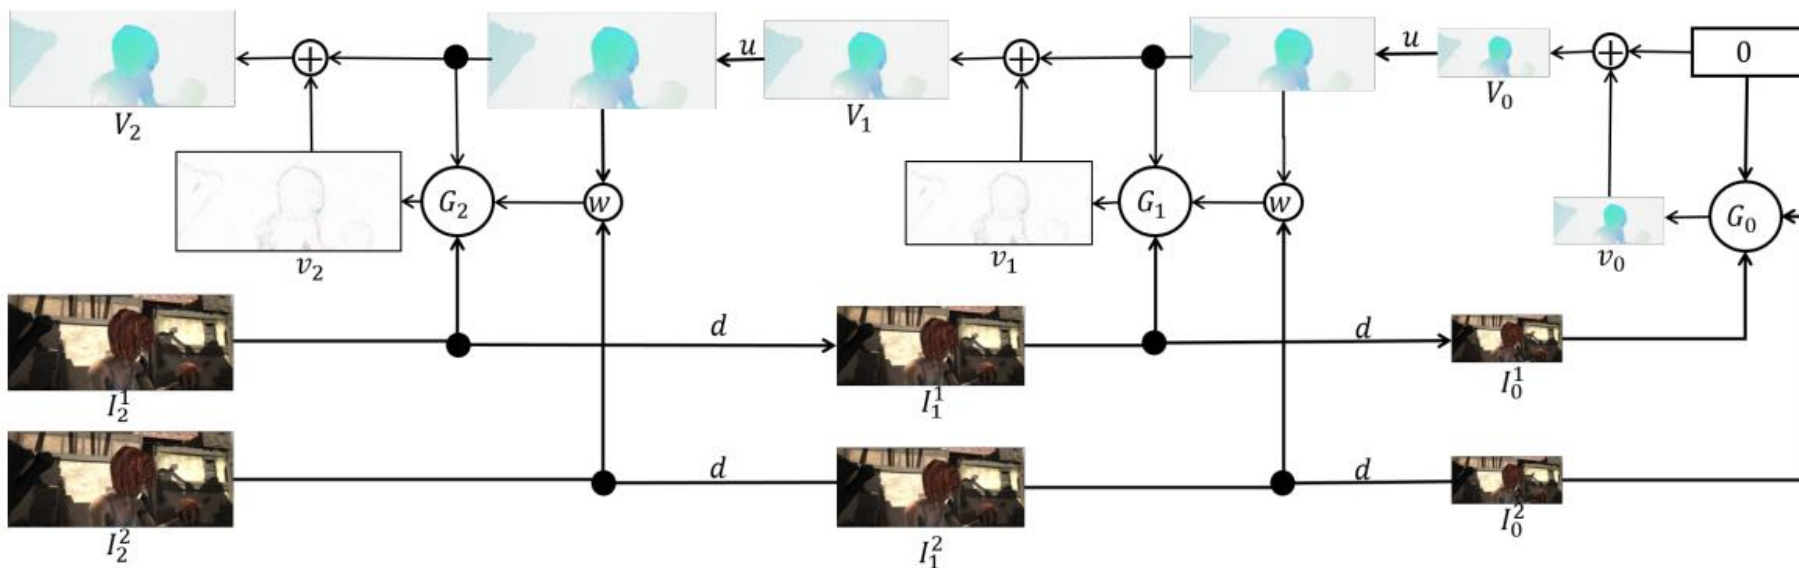 u
u
0
V₂
V₁
V₀
G₂
w
G₁
w
G₀
v₂
v₁
v₀
d
d
I₂¹
I₁¹
I₀¹
d
d
I₂²
I₁²
I₀²